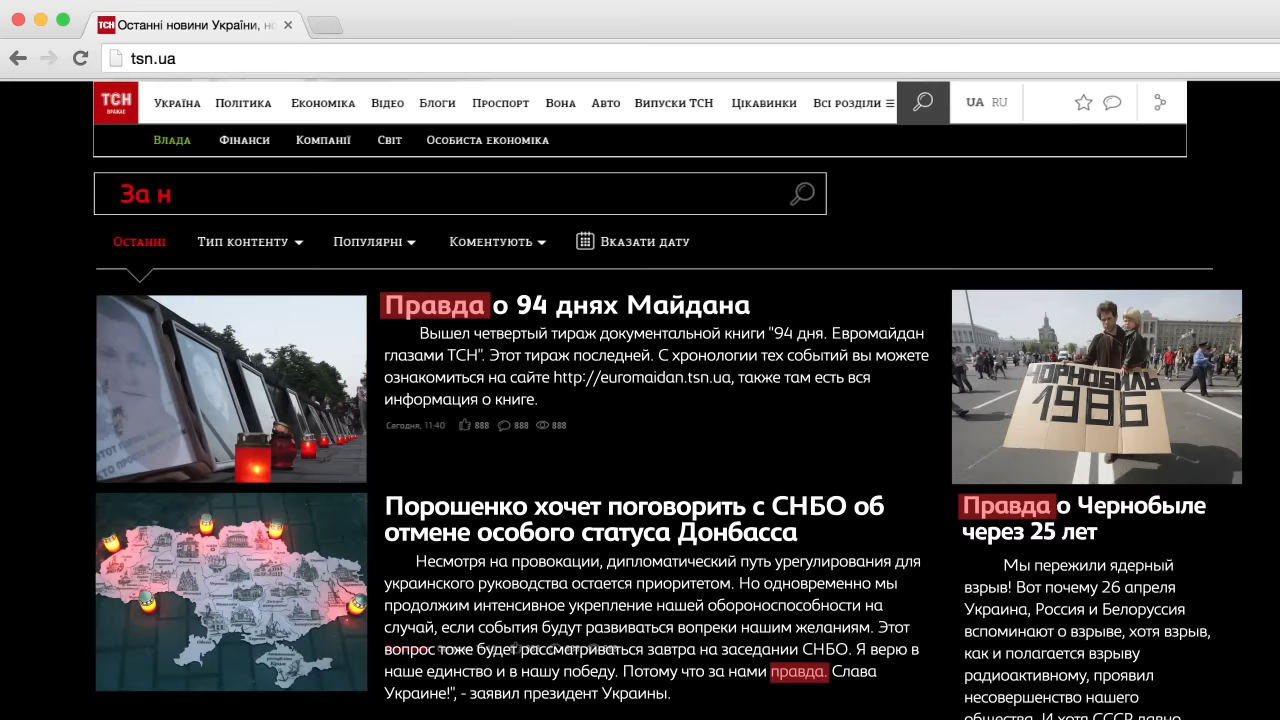 ТСН Останні новини України, но
tsn.ua
ТСН ВРАЖАЄ Україна Політика Економіка Відео Блоги Проспорт Вона Авто Випуски ТСН Цікавинки Всі розділи UA RU
Влада Фінанси Компанії Світ Особиста економіка
За н
Останні Тип контенту Популярні Коментують Вказати дату
Правда о 94 днях Майдана
Вышел четвертый тираж документальной книги "94 дня. Евромайдан
глазами ТСН". Этот тираж последней. С хронологии тех событий вы можете
ознакомиться на сайте http://euromaidan.tsn.ua, также там есть вся
информация о книге.
Сегодня, 11:40 888 888 888
Порошенко хочет поговорить с СНБО об
отмене особого статуса Донбасса
Несмотря на провокации, дипломатический путь урегулирования для
украинского руководства остается приоритетом. Но одновременно мы
продолжим интенсивное укрепление нашей обороноспособности на
случай, если события будут развиваться вопреки нашим желаниям. Этот
вопрос тоже будет рассматриваться завтра на заседании СНБО. Я верю в
наше единство и в нашу победу. Потому что за нами правда. Слава
Украине!", - заявил президент Украины.
ЧОРНОБИЛЬ
1986
Правда о Чернобыле
через 25 лет
Мы пережили ядерный
взрыв! Вот почему 26 апреля
Украина, Россия и Белоруссия
вспоминают о взрыве, хотя взрыв,
как и полагается взрыву
радиоактивному, проявил
несовершенство нашего
общества. И хотя СССР давно